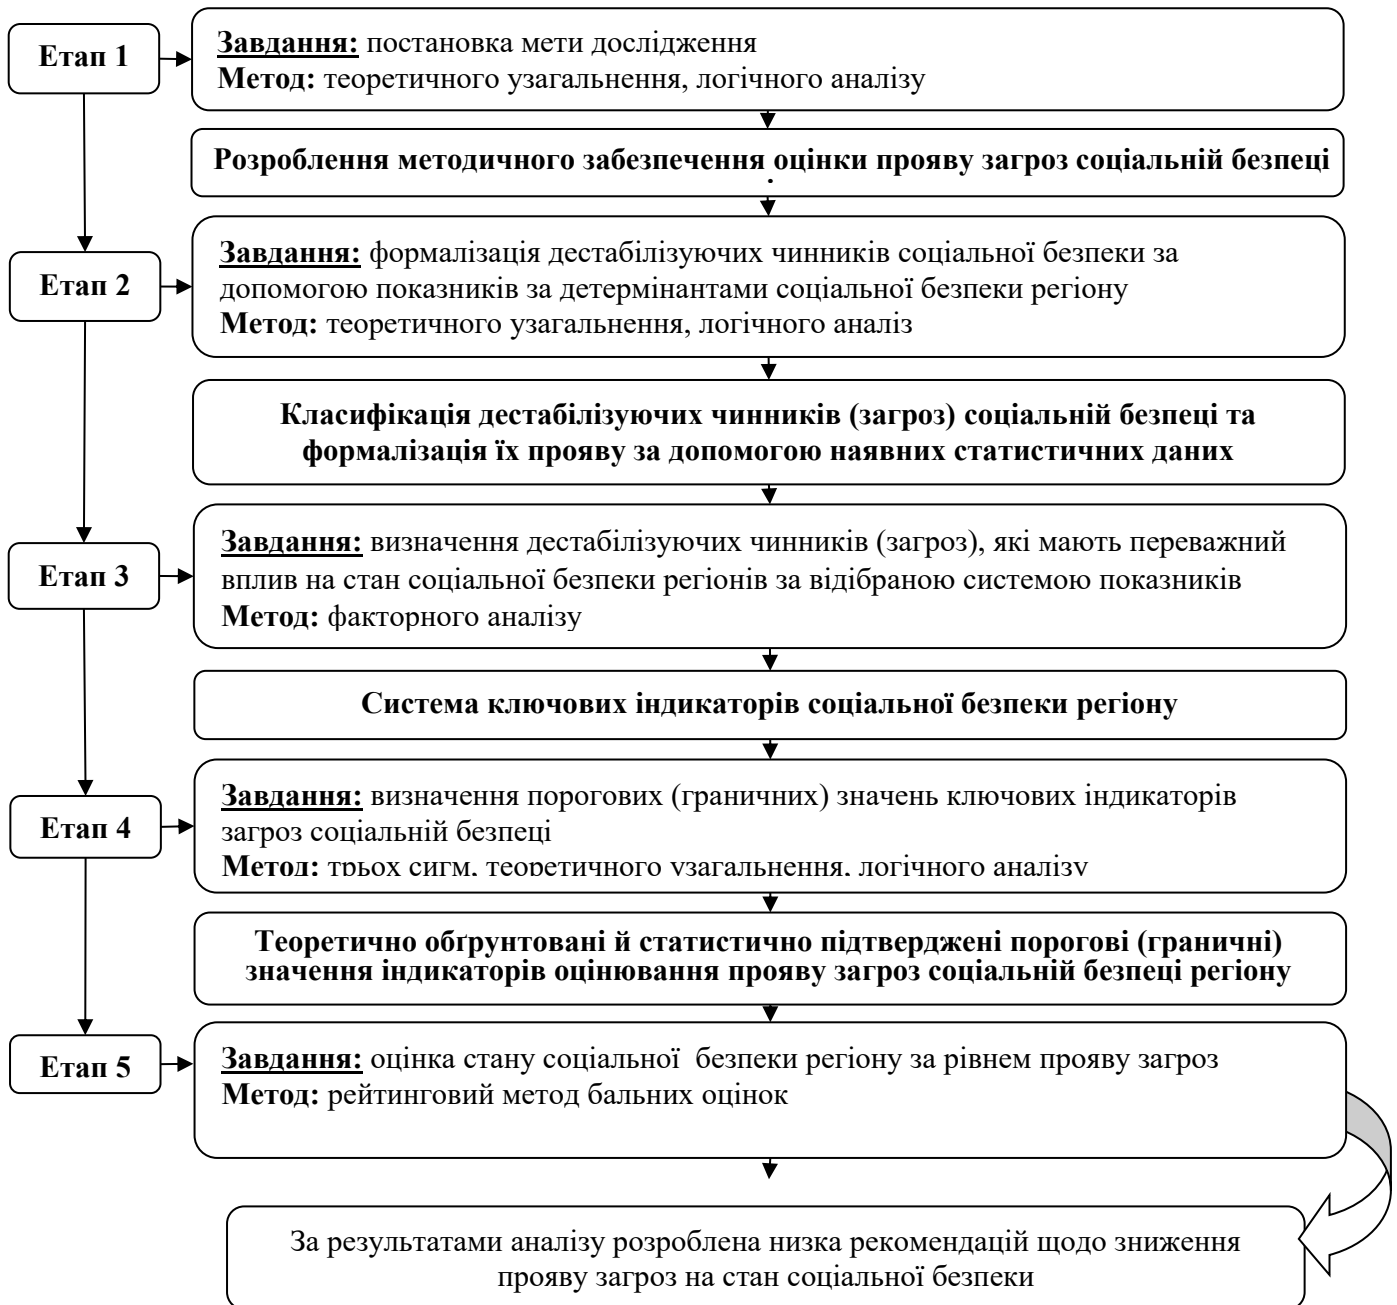 Етап 1
Завдання: постановка мети дослідження
Метод: теоретичного узагальнення, логічного аналізу
Розроблення методичного забезпечення оцінки прояву загроз соціальній безпеці
.
Етап 2
Завдання: формалізація дестабілізуючих чинників соціальної безпеки за
допомогою показників за детермінантами соціальної безпеки регіону
Метод: теоретичного узагальнення, логічного аналіз
Класифікація дестабілізуючих чинників (загроз) соціальній безпеці та
формалізація їх прояву за допомогою наявних статистичних даних
Етап 3
Завдання: визначення дестабілізуючих чинників (загроз), які мають переважний
вплив на стан соціальної безпеки регіонів за відібраною системою показників
Метод: факторного аналізу
Система ключових індикаторів соціальної безпеки регіону
Етап 4
Завдання: визначення порогових (граничних) значень ключових індикаторів
загроз соціальній безпеці
Метод: трьох сигм, теоретичного узагальнення, логічного аналізу
Теоретично обґрунтовані й статистично підтверджені порогові (граничні)
значення індикаторів оцінювання прояву загроз соціальній безпеці регіону
Етап 5
Завдання: оцінка стану соціальної безпеки регіону за рівнем прояву загроз
Метод: рейтинговий метод бальних оцінок
За результатами аналізу розроблена низка рекомендацій щодо зниження
прояву загроз на стан соціальної безпеки